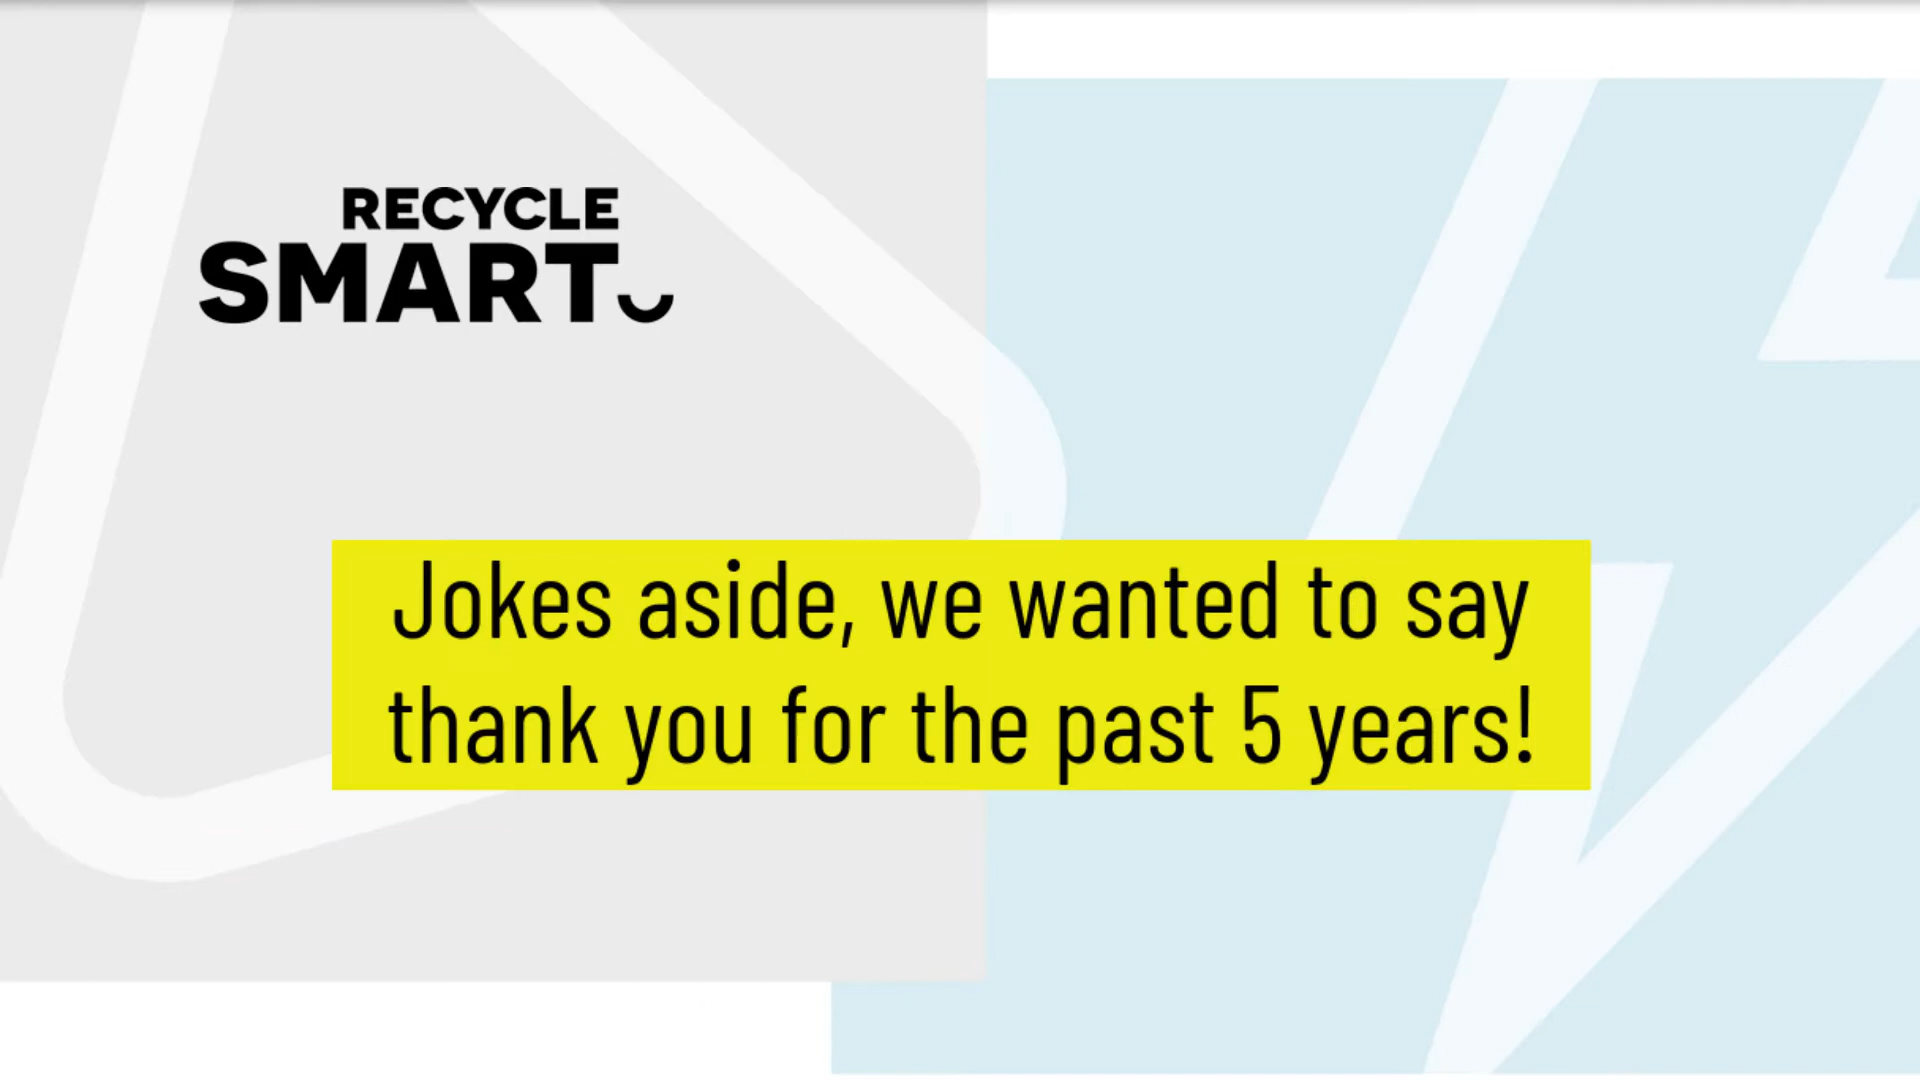 RECYCLE
SMART
Jokes aside, we wanted to say
thank you for the past 5 years!